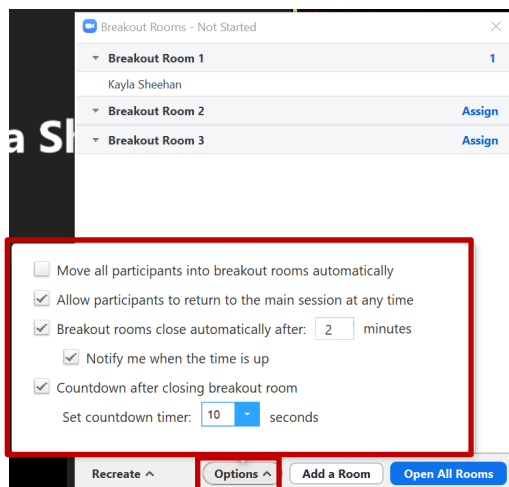 Breakout Rooms - Not Started
Breakout Room 1 1
Kayla Sheehan
Breakout Room 2 Assign
a Sh
Breakout Room 3 Assign
Move all participants into breakout rooms automatically
Allow participants to return to the main session at any time
Breakout rooms close automatically after: 2 minutes
Notify me when the time is up
Countdown after closing breakout room
Set countdown timer: 10 seconds
Recreate Options Add a Room Open All Rooms